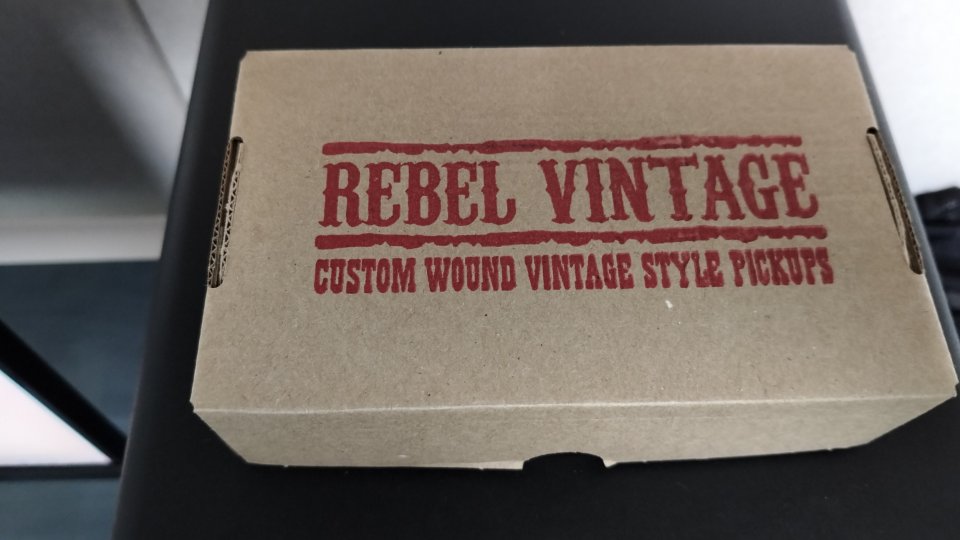 REBEL VINTAGE
CUSTOM WOUND VINTAGE STYLE PICKUPS